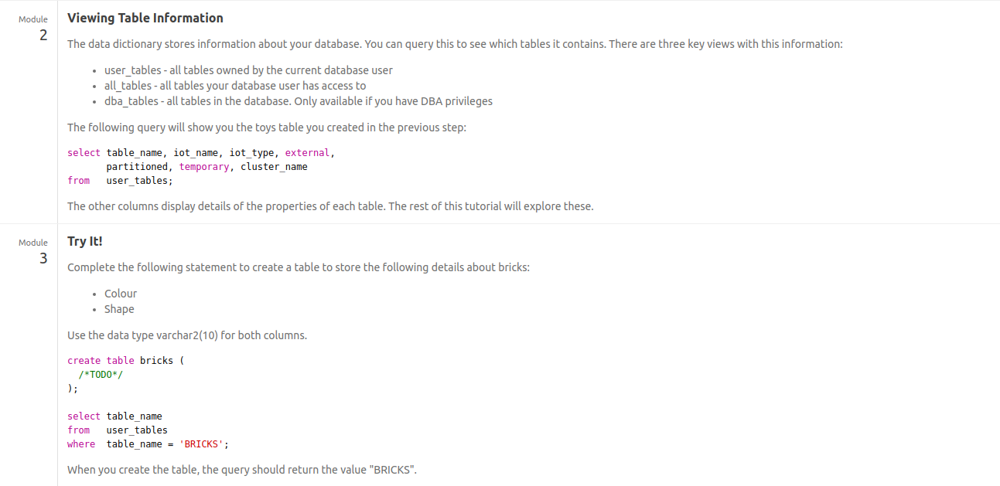 Module
2
Viewing Table Information
The data dictionary stores information about your database. You can query this to see which tables it contains. There are three key views with this information:
• user_tables - all tables owned by the current database user
• all_tables - all tables your database user has access to
• dba_tables - all tables in the database. Only available if you have DBA privileges
The following query will show you the toys table you created in the previous step:
select table_name, iot_name, iot_type, external,
       partitioned, temporary, cluster_name
from   user_tables;
The other columns display details of the properties of each table. The rest of this tutorial will explore these.
Module
3
Try It!
Complete the following statement to create a table to store the following details about bricks:
• Colour
• Shape
Use the data type varchar2(10) for both columns.
create table bricks (
  /*TODO*/
);
select table_name
from   user_tables
where  table_name = 'BRICKS';
When you create the table, the query should return the value "BRICKS".